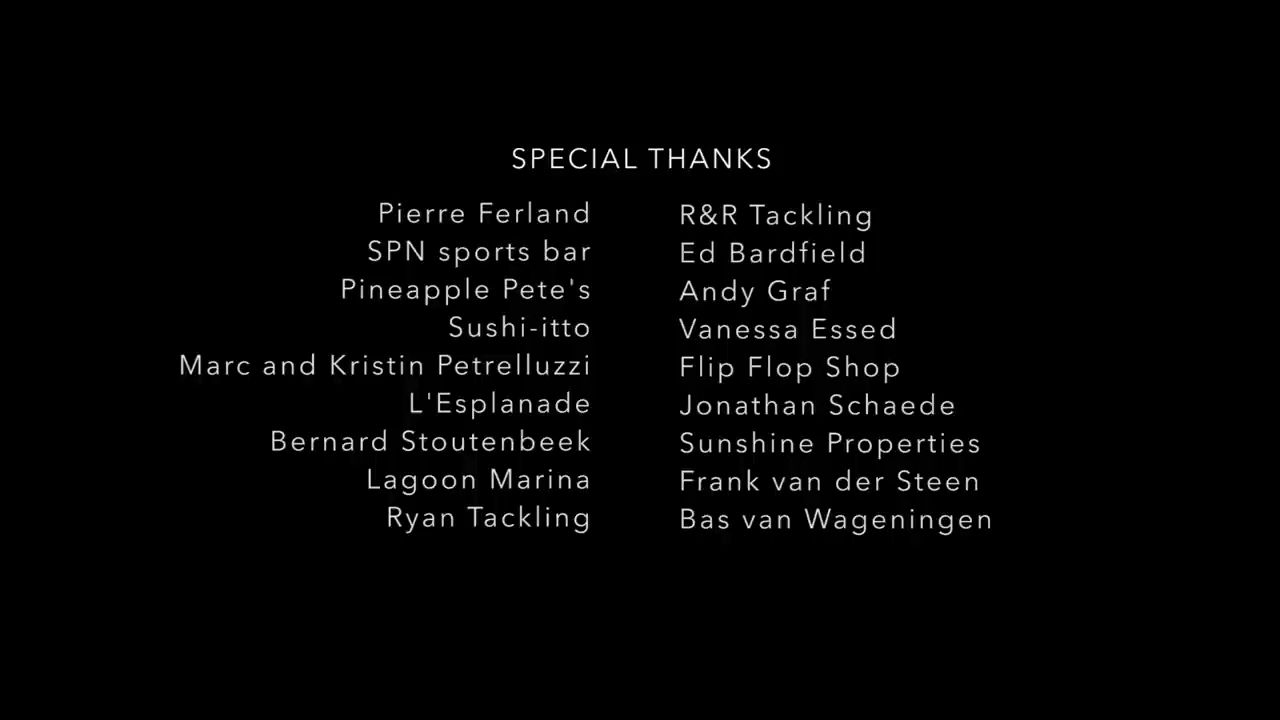 SPECIAL THANKS
Pierre Ferland
SPN sports bar
Pineapple Pete's
Sushi-itto
Marc and Kristin Petrelluzzi
L'Esplanade
Bernard Stoutenbeek
Lagoon Marina
Ryan Tackling
R&R Tackling
Ed Bardfield
Andy Graf
Vanessa Essed
Flip Flop Shop
Jonathan Schaede
Sunshine Properties
Frank van der Steen
Bas van Wageningen